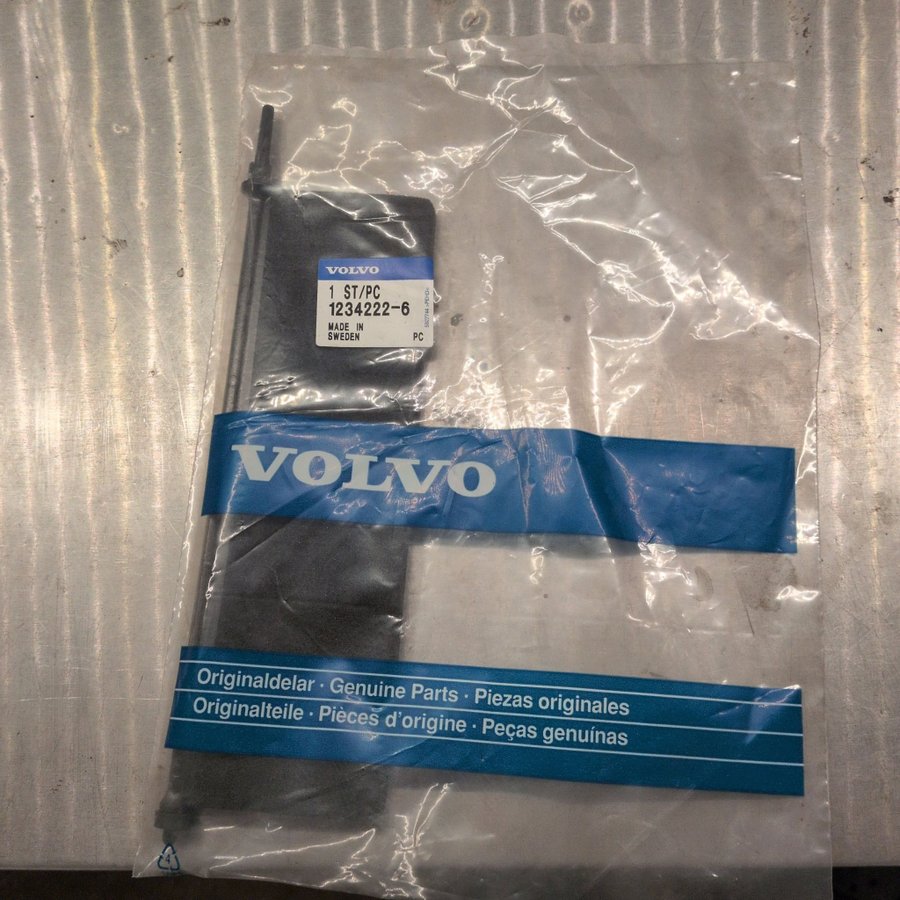 VOLVO
1 ST/PC
1234222-6
MADE IN
SWEDEN PC
VOLVO
Originaldelar · Genuine Parts · Piezas originales
Originalteile · Pièces d'origine · Peças genuínas
4